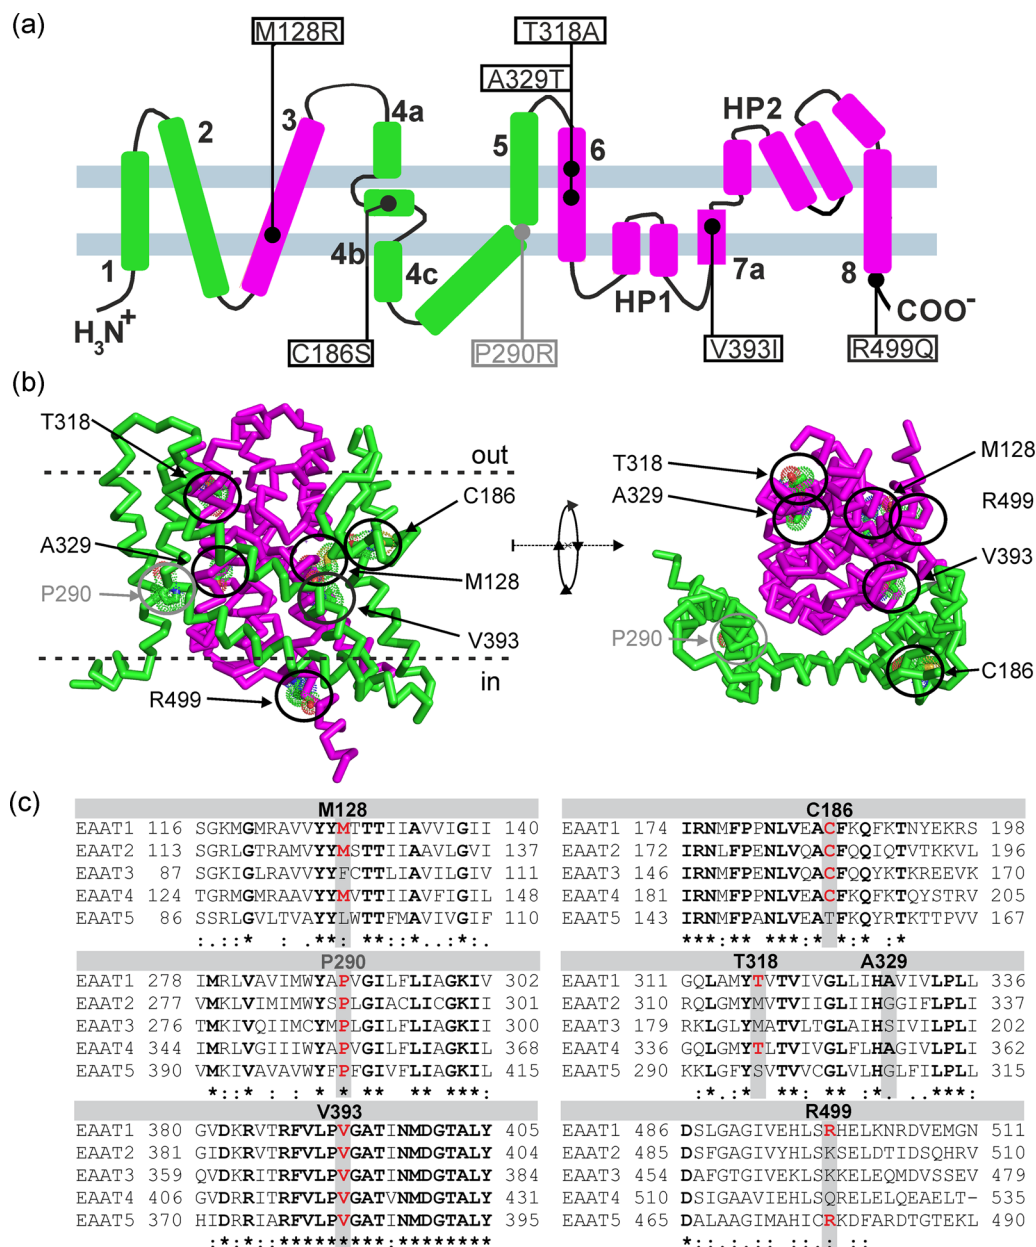 (a)
M128R
T318A
A329T
1
2
3
4a
4b
4c
5
6
HP1
7a
HP2
8
H3N+
COO-
C186S
P290R
V393I
R499Q
(b)
T318
A329
P290
R499
out
in
C186
M128
V393
T318
A329
P290
M128
R499
V393
C186
(c)
M128
EAAT1 116 SGKMGMRAVVYYMTTTIIAVVIGII 140
EAAT2 113 SGRLGTRAMVYYMSTTIIAAVLGVI 137
EAAT3 87 SGKIGLRAVVYYFCTTLIAVILGIV 111
EAAT4 124 TGRMGMRAAVYYMVTTIIAVFIGIL 148
EAAT5 86 SSRLGVLTVAYYLWTTFMAVIVGIF 110
:.:* : .**: ** :*..:*:.
C186
EAAT1 174 IRNMFPPNLVEACFKQFKTNYEKRS 198
EAAT2 172 IRNLFPENLVQACFQQIQTVTKKVL 196
EAAT3 146 IRNMFPENLVQACFQQYKTKREEVK 170
EAAT4 181 IRNMFPPNLVEACFKQFKTQYSTRV 205
EAAT5 143 IRNMFPANLVEATFKQYRTKTTPVV 167
***:** ***:* *:* :*
P290
EAAT1 278 IMRLVAVIMWYAPVGILFLIAGKIV 302
EAAT2 277 VMKLVIMIMWYSPLGIACLICGKII 301
EAAT3 276 TMKIVQIIMCYMPLGILFLIAGKII 300
EAAT4 344 IMRLVGIIIWYAPVGILFLIAGKIL 368
EAAT5 390 VMKIVAVAVWYFPFGIVFLIAGKIL 415
T318 A329
EAAT1 311 GQLAMYTVTVIVGLLIHAVIVLPLL 336
EAAT2 310 RQLGMYMVTVIIGLIIHGGIFLPLI 337
EAAT3 179 RKLGLYMATVLTGLAIHSIVILPLI 202
EAAT4 336 GQLGMYTLTVIVGLFLHAGIVLPLI 362
EAAT5 290 KKLGFYSVTVVCGLVLHGLFILPLL 315
V393
EAAT1 380 GVDKRVTRFVLPVGATINMDGTALY 405
EAAT2 381 GIDKRVTRFVLPVGATINMDGTALY 404
EAAT3 359 QVDKRITRFVLPVGATINMDGTALY 384
EAAT4 406 GVDRRITRFVLPVGATVNMDGTALY 431
EAAT5 370 HIDRRIARFVLPVGATINMDGTALY 395
:*:*::******************
R499
EAAT1 486 DSLGAGIVEHLSRHELKNRDVEMGN 511
EAAT2 485 DSFGAGIVYHLSKSELDTIDSQHRV 510
EAAT3 454 DAFGTGIVEKLSKKELEQMDVSSEV 479
EAAT4 510 DSIGAAVIEHLSQRELELQEAELT- 535
EAAT5 465 DALAAGIMAHICRKDFARDTGTEKL 490